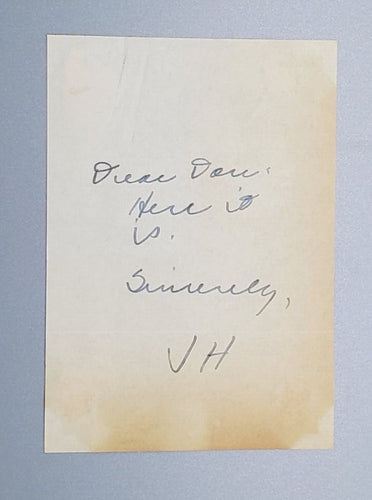 Dear Don:
Here it
is.
Sincerely,
JH